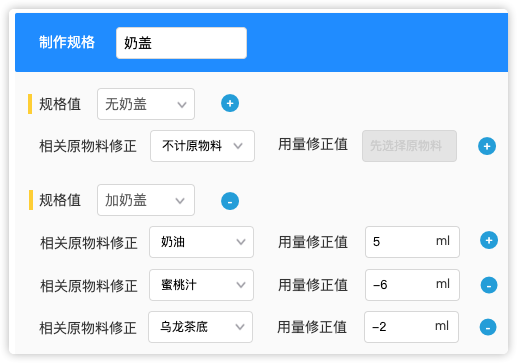 制作规格 奶盖
规格值 无奶盖 +
相关原物料修正 不计原物料 用量修正值 先选择原物料 +
规格值 加奶盖 -
相关原物料修正 奶油 用量修正值 5 ml +
相关原物料修正 蜜桃汁 用量修正值 -6 ml -
相关原物料修正 乌龙茶底 用量修正值 -2 ml -